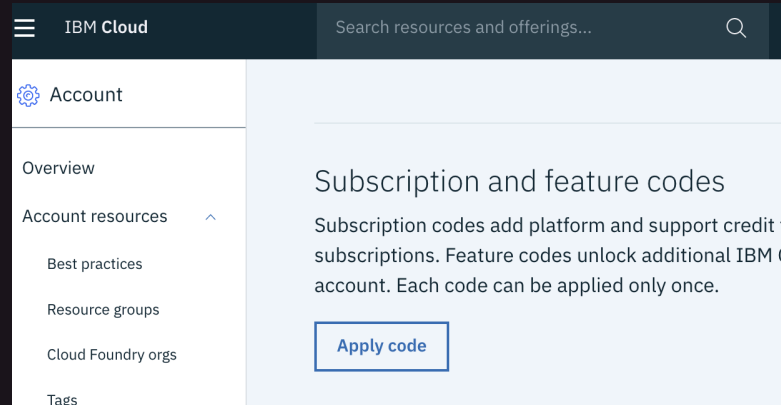 IBM Cloud
Search resources and offerings...
Account
Overview
Account resources
Best practices
Resource groups
Cloud Foundry orgs
Tags
Subscription and feature codes
Subscription codes add platform and support credit
subscriptions. Feature codes unlock additional IBM
account. Each code can be applied only once.
Apply code